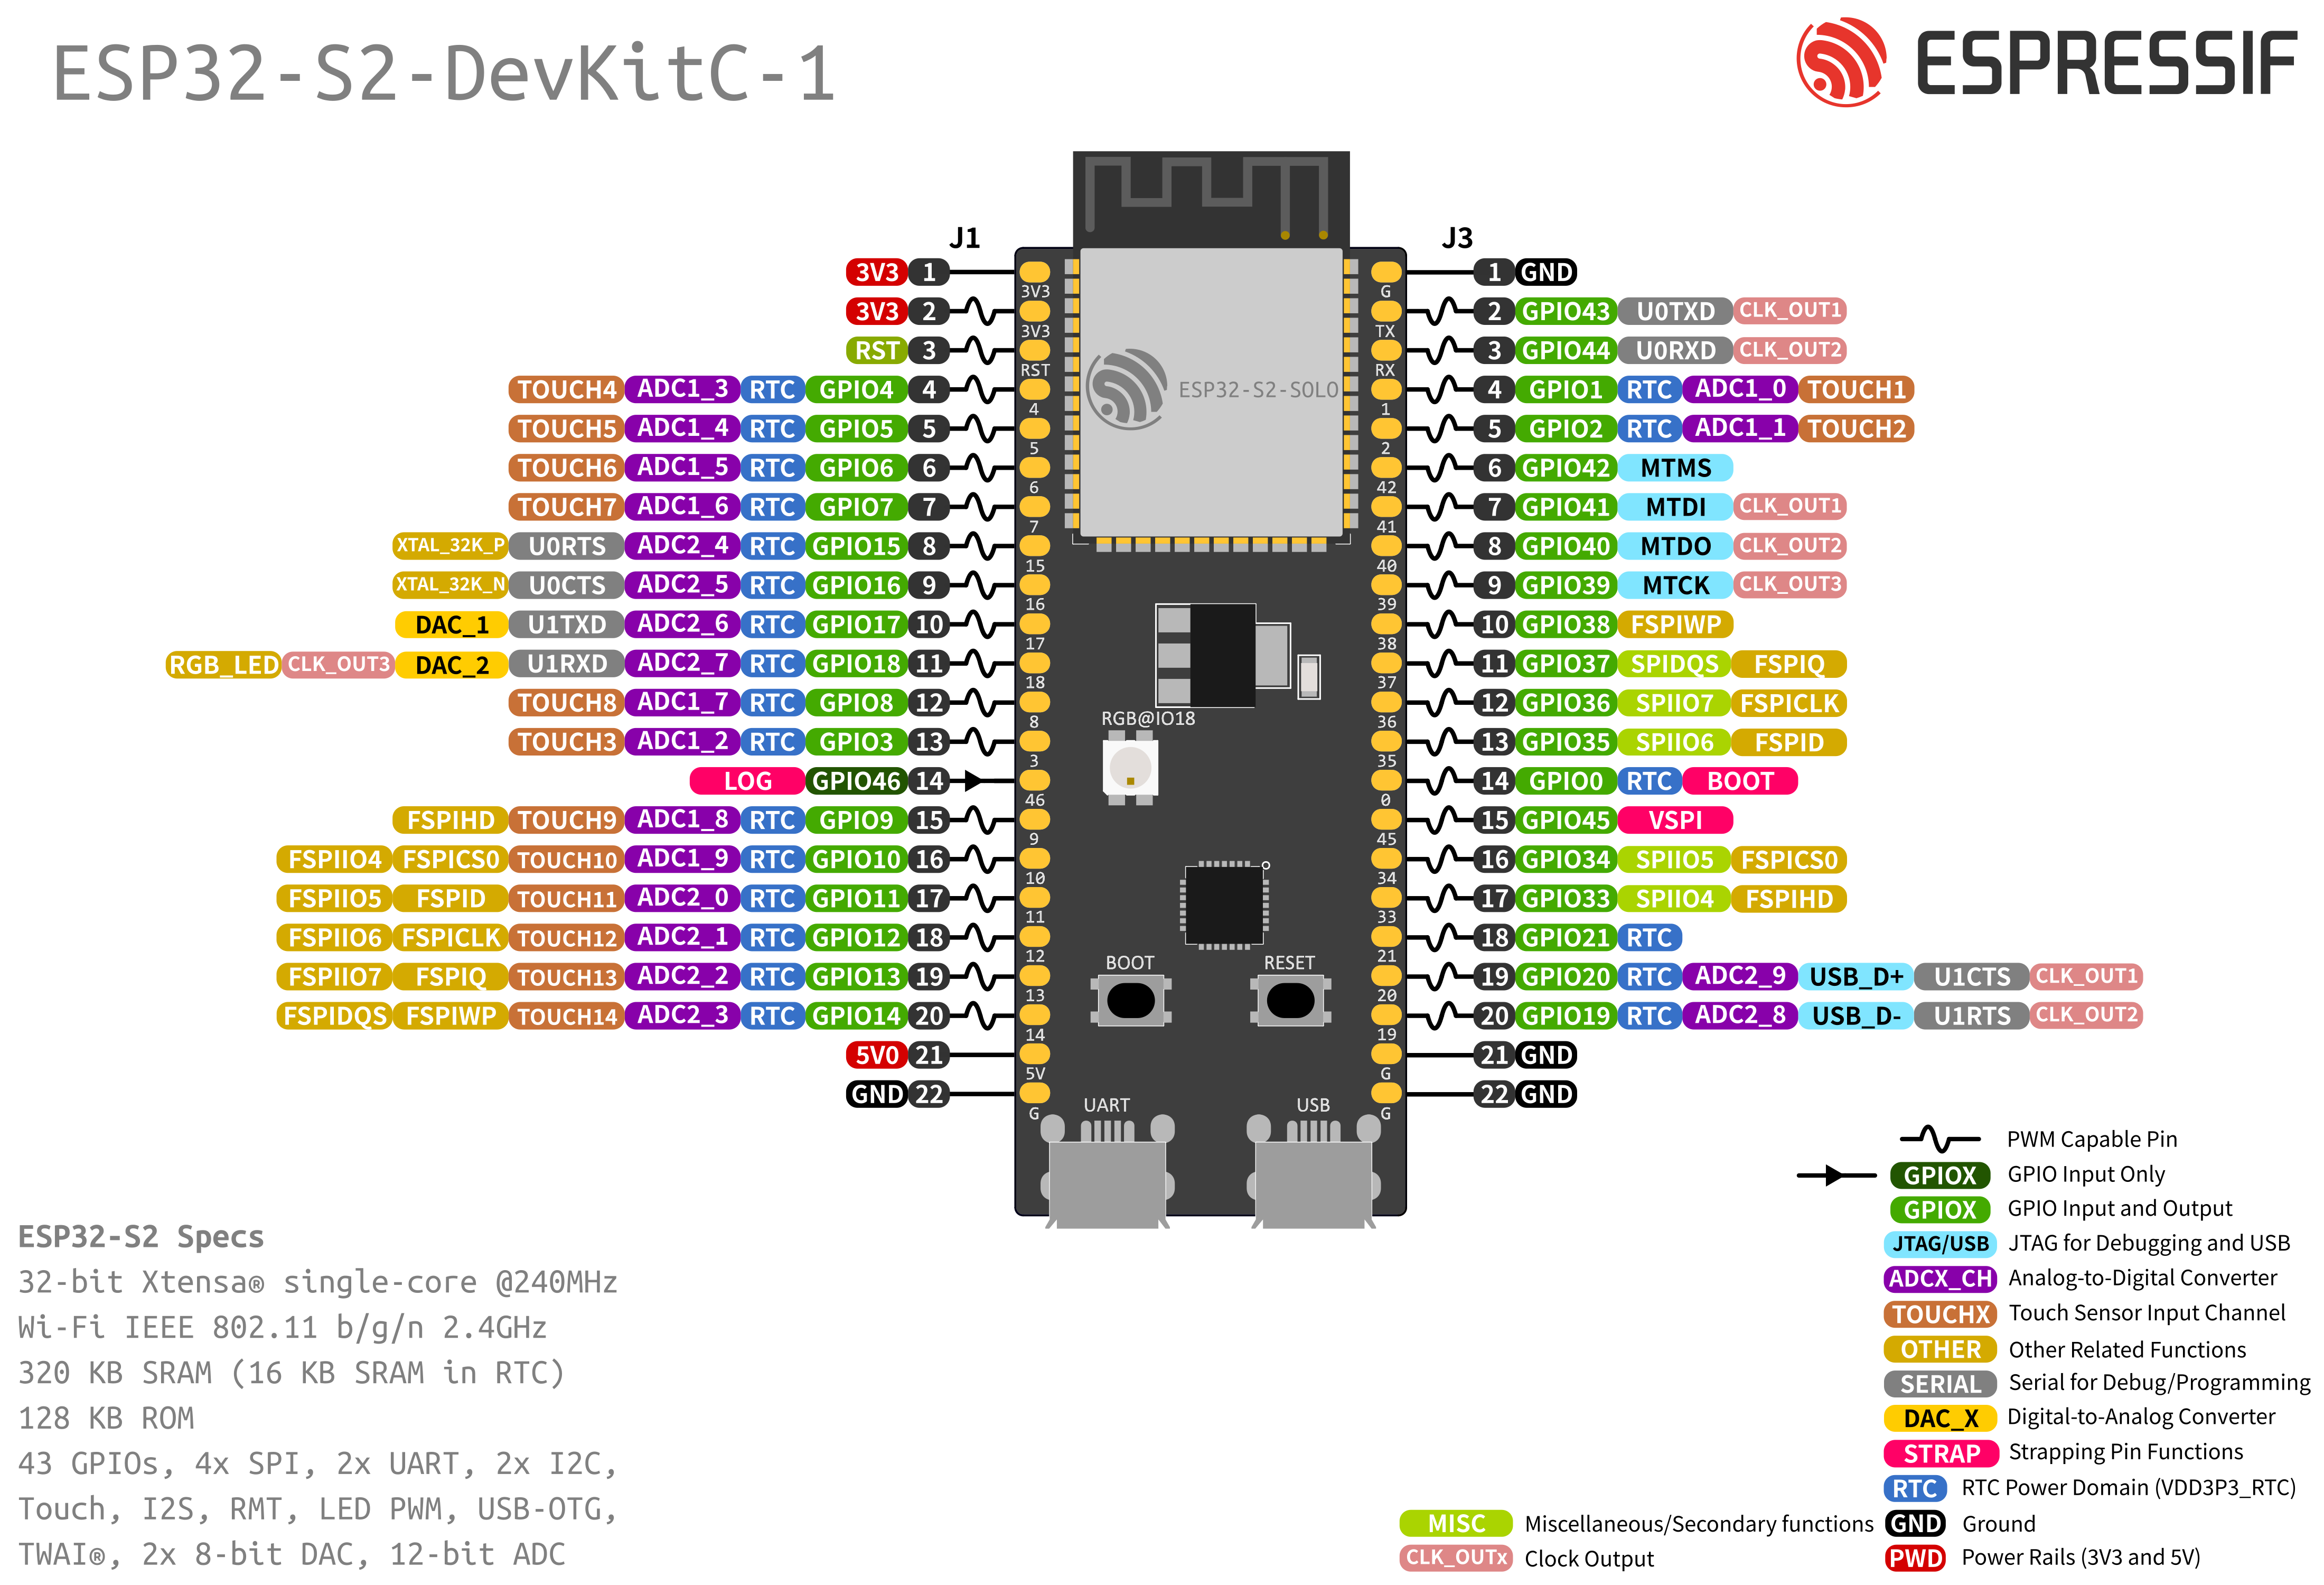 ESP32-S2-DevKitC-1
ESPRESSIF
J1
J3
3V3 1
3V3 2
RST 3
TOUCH4 ADC1_3 RTC GPIO4 4
TOUCH5 ADC1_4 RTC GPIO5 5
TOUCH6 ADC1_5 RTC GPIO6 6
TOUCH7 ADC1_6 RTC GPIO7 7
XTAL_32K_P U0RTS ADC2_4 RTC GPIO15 8
XTAL_32K_N U0CTS ADC2_5 RTC GPIO16 9
DAC_1 U1TXD ADC2_6 RTC GPIO17 10
RGB_LED CLK_OUT3 DAC_2 U1RXD ADC2_7 RTC GPIO18 11
TOUCH8 ADC1_7 RTC GPIO8 12
TOUCH3 ADC1_2 RTC GPIO3 13
LOG GPIO46 14
FSPIHD TOUCH9 ADC1_8 RTC GPIO9 15
FSPIIO4 FSPICS0 TOUCH10 ADC1_9 RTC GPIO10 16
FSPIIO5 FSPID TOUCH11 ADC2_0 RTC GPIO11 17
FSPIIO6 FSPICLK TOUCH12 ADC2_1 RTC GPIO12 18
FSPIIO7 FSPIQ TOUCH13 ADC2_2 RTC GPIO13 19
FSPIDQS FSPIWP TOUCH14 ADC2_3 RTC GPIO14 20
5V0 21
GND 22
3V3
3V3
RST
4
5
6
7
15
16
17
18
8
3
46
9
10
11
12
13
14
5V
G
ESP32-S2-SOLO
RGB@IO18
BOOT
RESET
UART
USB
G
TX
RX
1
2
42
41
40
39
38
37
36
35
0
45
34
33
21
20
19
G
G
1 GND
2 GPIO43 U0TXD CLK_OUT1
3 GPIO44 U0RXD CLK_OUT2
4 GPIO1 RTC ADC1_0 TOUCH1
5 GPIO2 RTC ADC1_1 TOUCH2
6 GPIO42 MTMS
7 GPIO41 MTDI CLK_OUT1
8 GPIO40 MTDO CLK_OUT2
9 GPIO39 MTCK CLK_OUT3
10 GPIO38 FSPIWP
11 GPIO37 SPIDQS FSPIQ
12 GPIO36 SPIIO7 FSPICLK
13 GPIO35 SPIIO6 FSPID
14 GPIO0 RTC BOOT
15 GPIO45 VSPI
16 GPIO34 SPIIO5 FSPICS0
17 GPIO33 SPIIO4 FSPIHD
18 GPIO21 RTC
19 GPIO20 RTC ADC2_9 USB_D+ U1CTS CLK_OUT1
20 GPIO19 RTC ADC2_8 USB_D- U1RTS CLK_OUT2
21 GND
22 GND
ESP32-S2 Specs
32-bit Xtensa® single-core @240MHz
Wi-Fi IEEE 802.11 b/g/n 2.4GHz
320 KB SRAM (16 KB SRAM in RTC)
128 KB ROM
43 GPIOs, 4x SPI, 2x UART, 2x I2C,
Touch, I2S, RMT, LED PWM, USB-OTG,
TWAI®, 2x 8-bit DAC, 12-bit ADC
PWM Capable Pin
GPIOX GPIO Input Only
GPIOX GPIO Input and Output
JTAG/USB JTAG for Debugging and USB
ADCX_CH Analog-to-Digital Converter
TOUCHX Touch Sensor Input Channel
OTHER Other Related Functions
SERIAL Serial for Debug/Programming
DAC_X Digital-to-Analog Converter
STRAP Strapping Pin Functions
RTC RTC Power Domain (VDD3P3_RTC)
MISC Miscellaneous/Secondary functions
GND Ground
CLK_OUTx Clock Output
PWD Power Rails (3V3 and 5V)